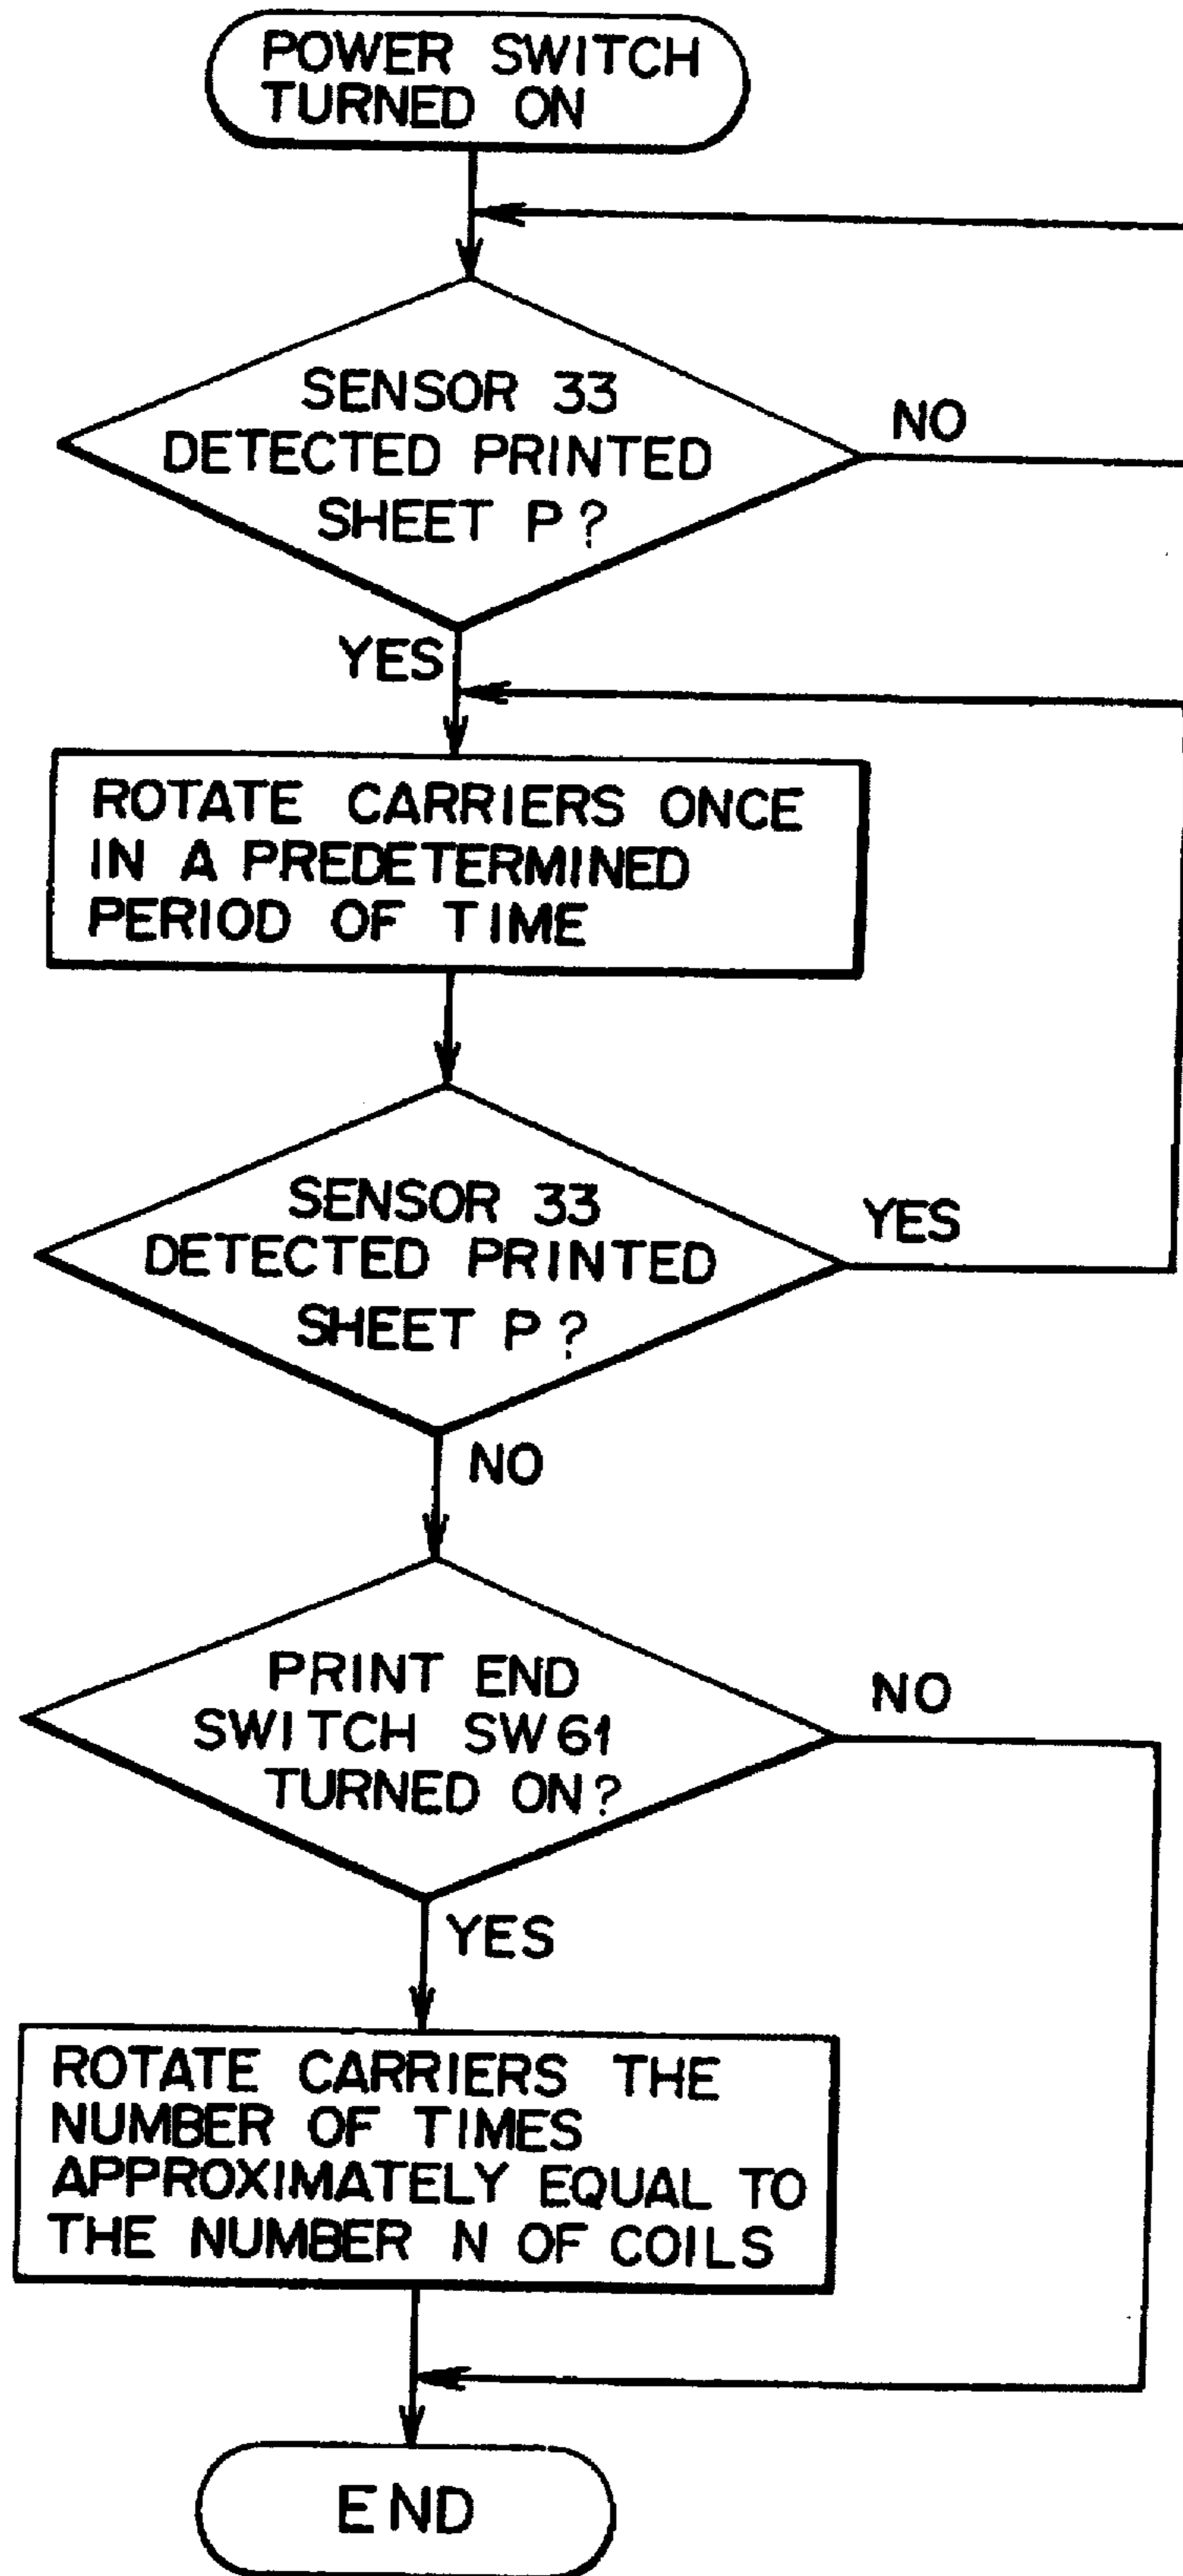 POWER SWITCH
TURNED ON
SENSOR 33
DETECTED PRINTED
SHEET P?
NO
YES
ROTATE CARRIERS ONCE
IN A PREDETERMINED
PERIOD OF TIME
SENSOR 33
DETECTED PRINTED
SHEET P?
YES
NO
PRINT END
SWITCH SW61
TURNED ON?
NO
YES
ROTATE CARRIERS THE
NUMBER OF TIMES
APPROXIMATELY EQUAL TO
THE NUMBER N OF COILS
END